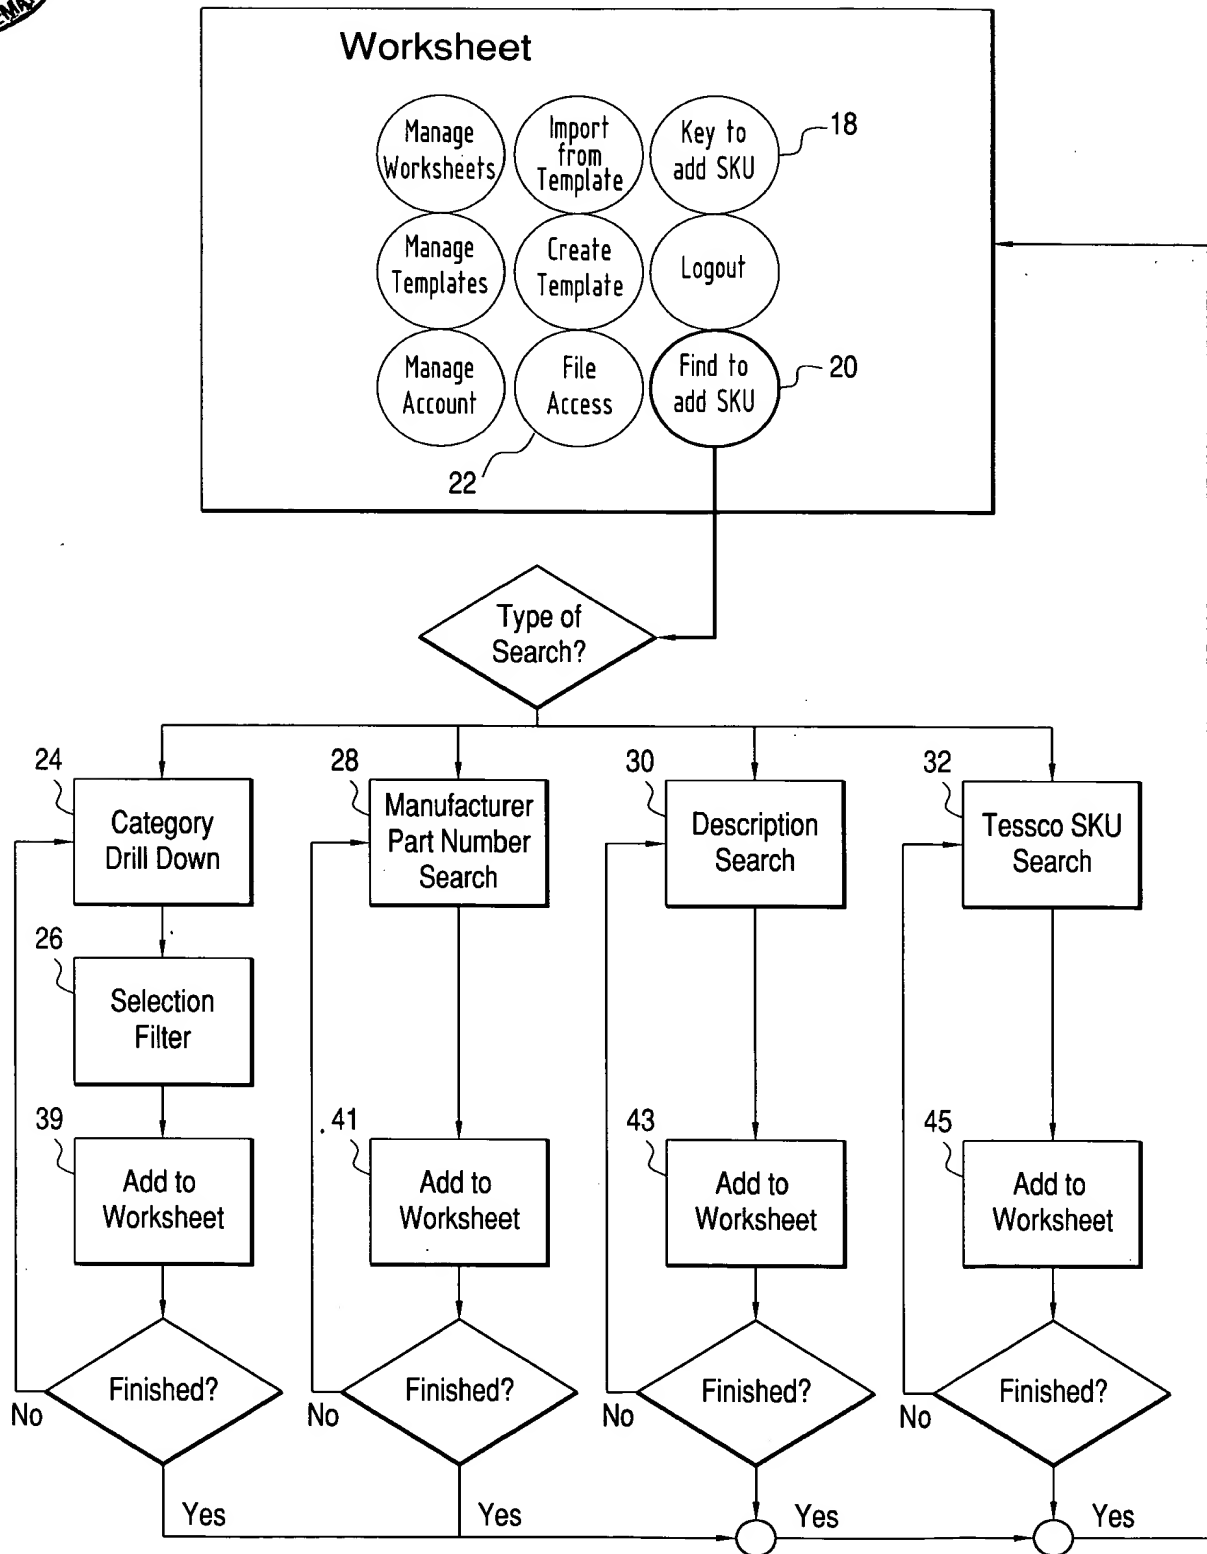 Worksheet
Manage
Worksheets
Import
from
Template
Key to
add SKU
18
Manage
Templates
Create
Template
Logout
Manage
Account
File
Access
Find to
add SKU
20
22
Type of
Search?
24
Category
Drill Down
28
Manufacturer
Part Number
Search
30
Description
Search
32
Tessco SKU
Search
26
Selection
Filter
39
Add to
Worksheet
41
Add to
Worksheet
43
Add to
Worksheet
45
Add to
Worksheet
Finished?
No
Finished?
No
Finished?
No
Finished?
No
Yes
Yes
Yes
Yes